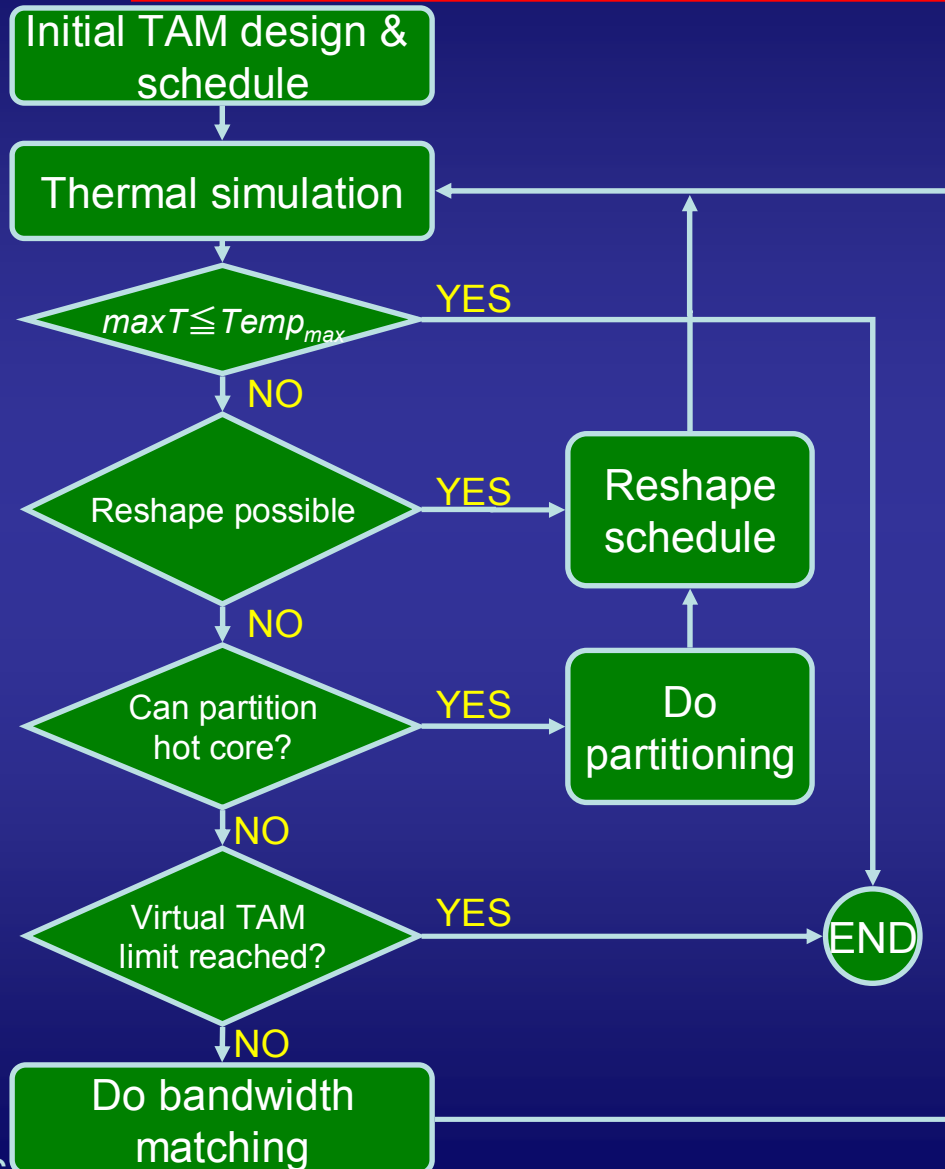 Initial TAM design &
schedule
Thermal simulation
maxT≦Temp_max
YES
NO
Reshape possible
YES
Reshape
schedule
NO
Can partition
hot core?
YES
Do
partitioning
NO
Virtual TAM
limit reached?
YES
END
NO
Do bandwidth
matching